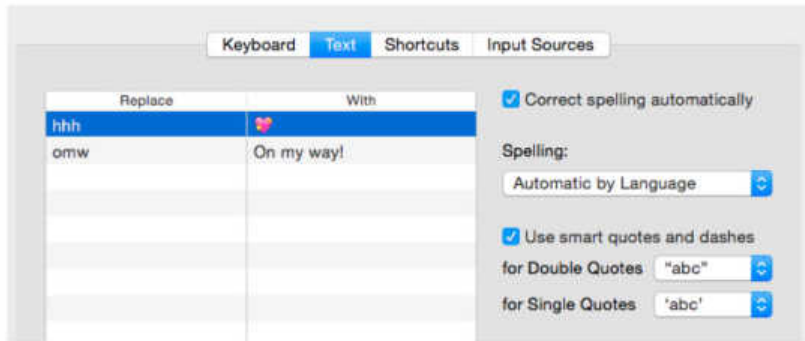 Keyboard Text Shortcuts Input Sources
Replace With
hhh 💖
omw On my way!
Correct spelling automatically
Spelling:
Automatic by Language
Use smart quotes and dashes
for Double Quotes “abc”
for Single Quotes ‘abc’